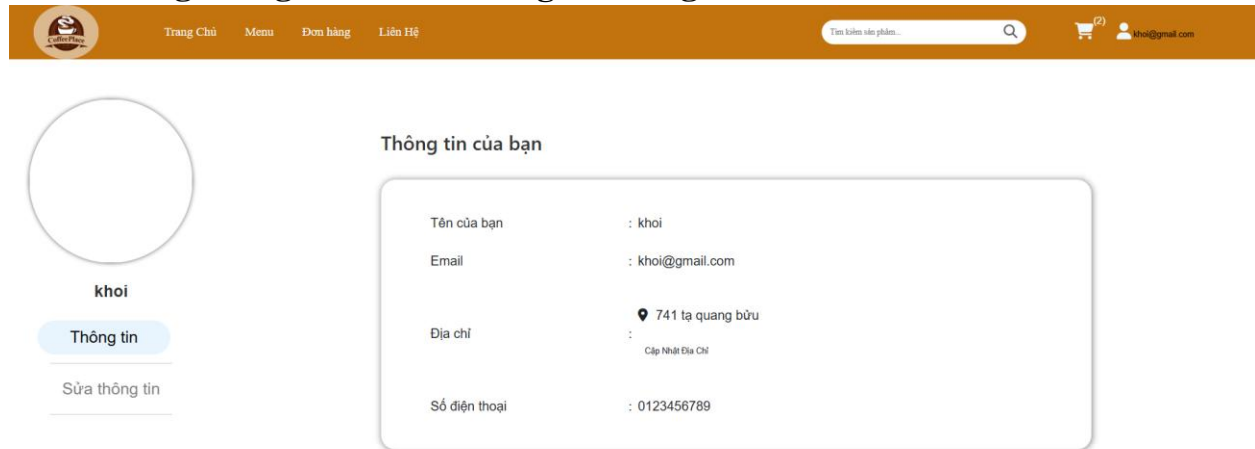 Coffee Place
Trang Chủ Menu Đơn hàng Liên Hệ Tìm kiếm sản phẩm... (2) khoi@gmail.com
Thông tin của bạn
Tên của bạn : khoi
Email : khoi@gmail.com
khoi
741 tạ quang bửu
Thông tin
Địa chỉ :
Cập Nhật Địa Chỉ
Sửa thông tin
Số điện thoại : 0123456789